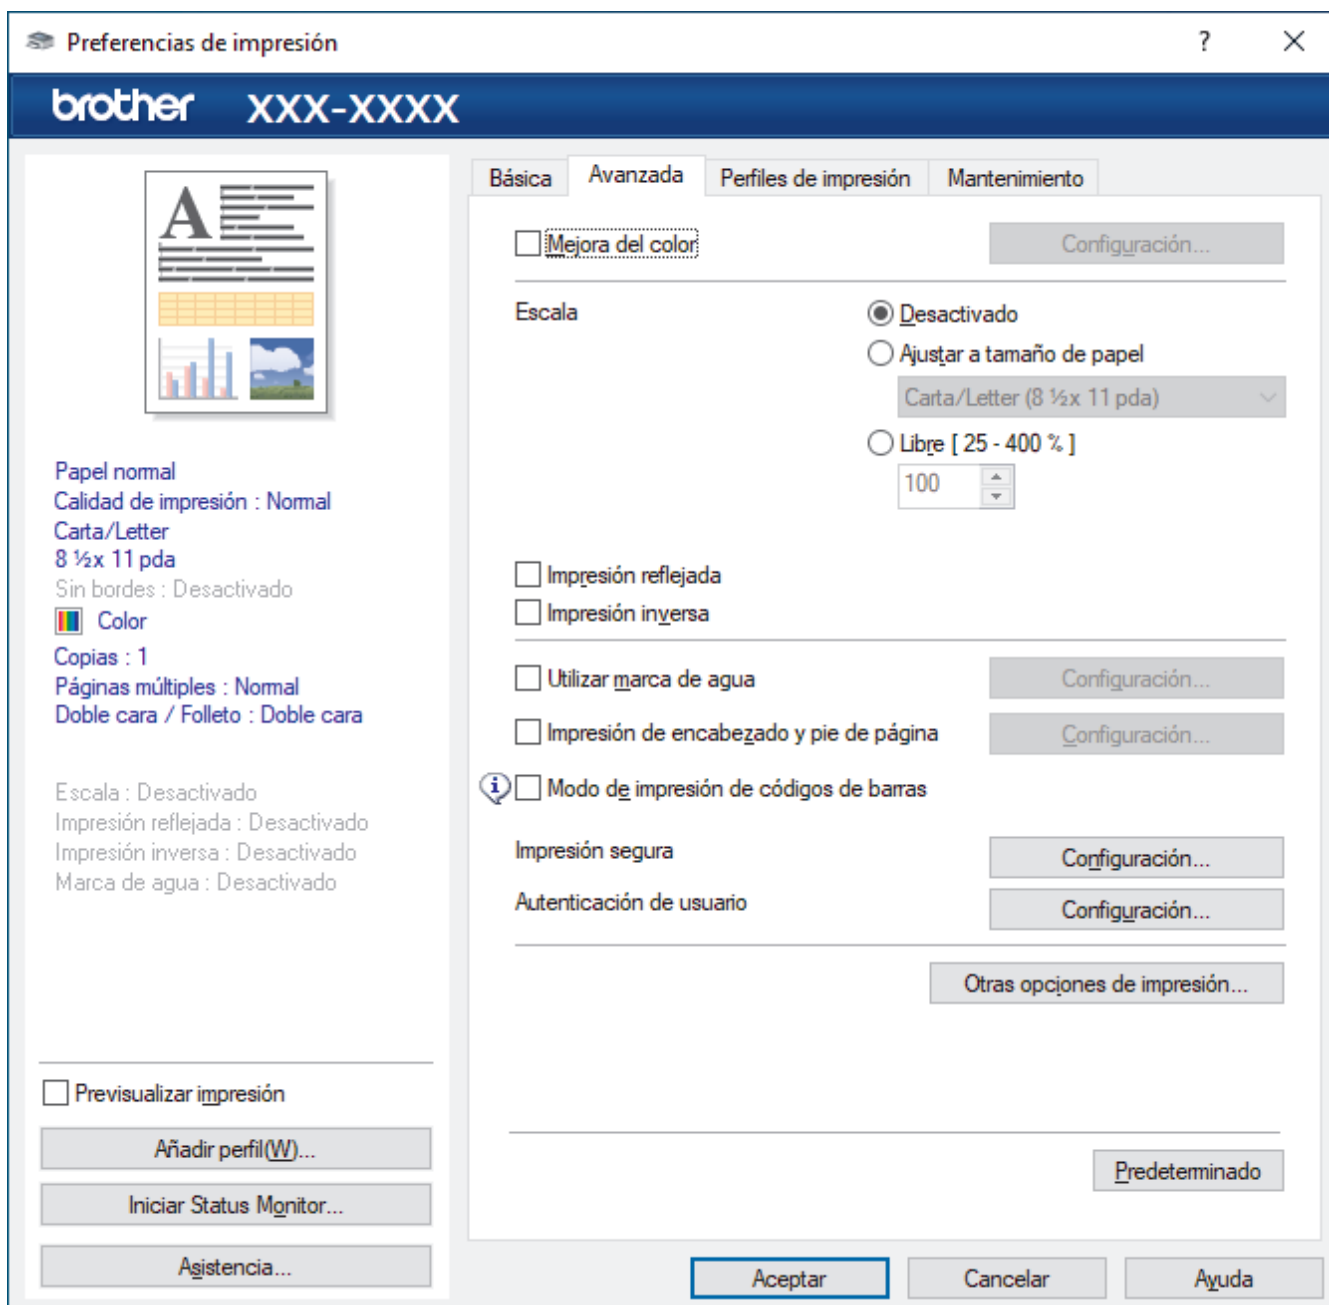 Preferencias de impresión
?
brother XXX-XXXX
A
Papel normal
Calidad de impresión : Normal
Carta/Letter
8 ½x 11 pda
Sin bordes : Desactivado
Color
Copias : 1
Páginas múltiples : Normal
Doble cara / Folleto : Doble cara
Escala : Desactivado
Impresión reflejada : Desactivado
Impresión inversa : Desactivado
Marca de agua : Desactivado
Previsualizar impresión
Añadir perfil(W)...
Iniciar Status Monitor...
Asistencia...
Básica Avanzada Perfiles de impresión Mantenimiento
Mejora del color Configuración...
Escala Desactivado
Ajustar a tamaño de papel
Carta/Letter (8 ½x 11 pda)
Libre [ 25 - 400 % ]
100
Impresión reflejada
Impresión inversa
Utilizar marca de agua Configuración...
Impresión de encabezado y pie de página Configuración...
i Modo de impresión de códigos de barras
Impresión segura Configuración...
Autenticación de usuario Configuración...
Otras opciones de impresión...
Predeterminado
Aceptar Cancelar Ayuda